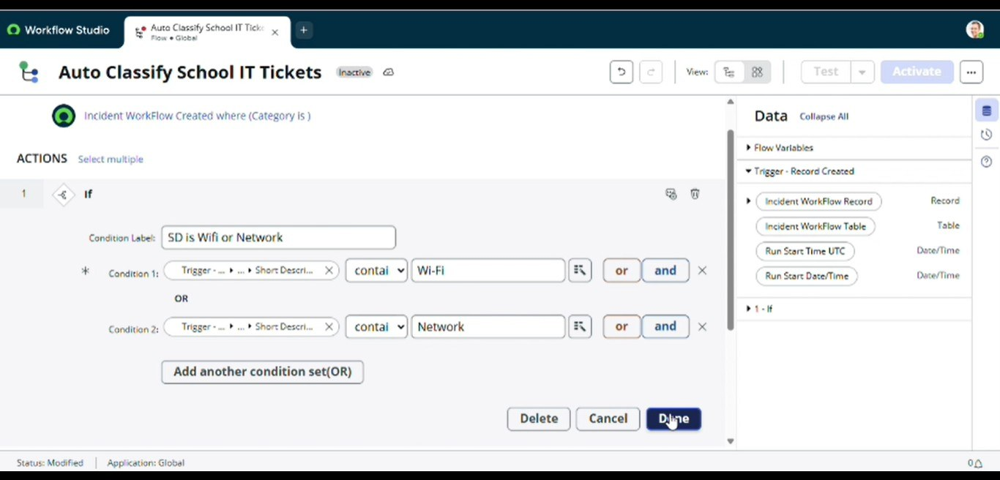 Workflow Studio
Auto Classify School IT Ticke
Flow • Global
Auto Classify School IT Tickets
Inactive
View:
Test
Activate
Incident WorkFlow Created where (Category is )
ACTIONS Select multiple
1 If
Condition Label: SD is Wifi or Network
* Condition 1: Trigger - ... ▸ ... ▸ Short Descri... contai Wi-Fi or and
OR
Condition 2: Trigger - ... ▸ ... ▸ Short Descri... contai Network or and
Add another condition set(OR)
Delete Cancel Done
Data Collapse All
Flow Variables
Trigger - Record Created
Incident WorkFlow Record Record
Incident WorkFlow Table Table
Run Start Time UTC Date/Time
Run Start Date/Time Date/Time
1 - If
Status: Modified Application: Global
0